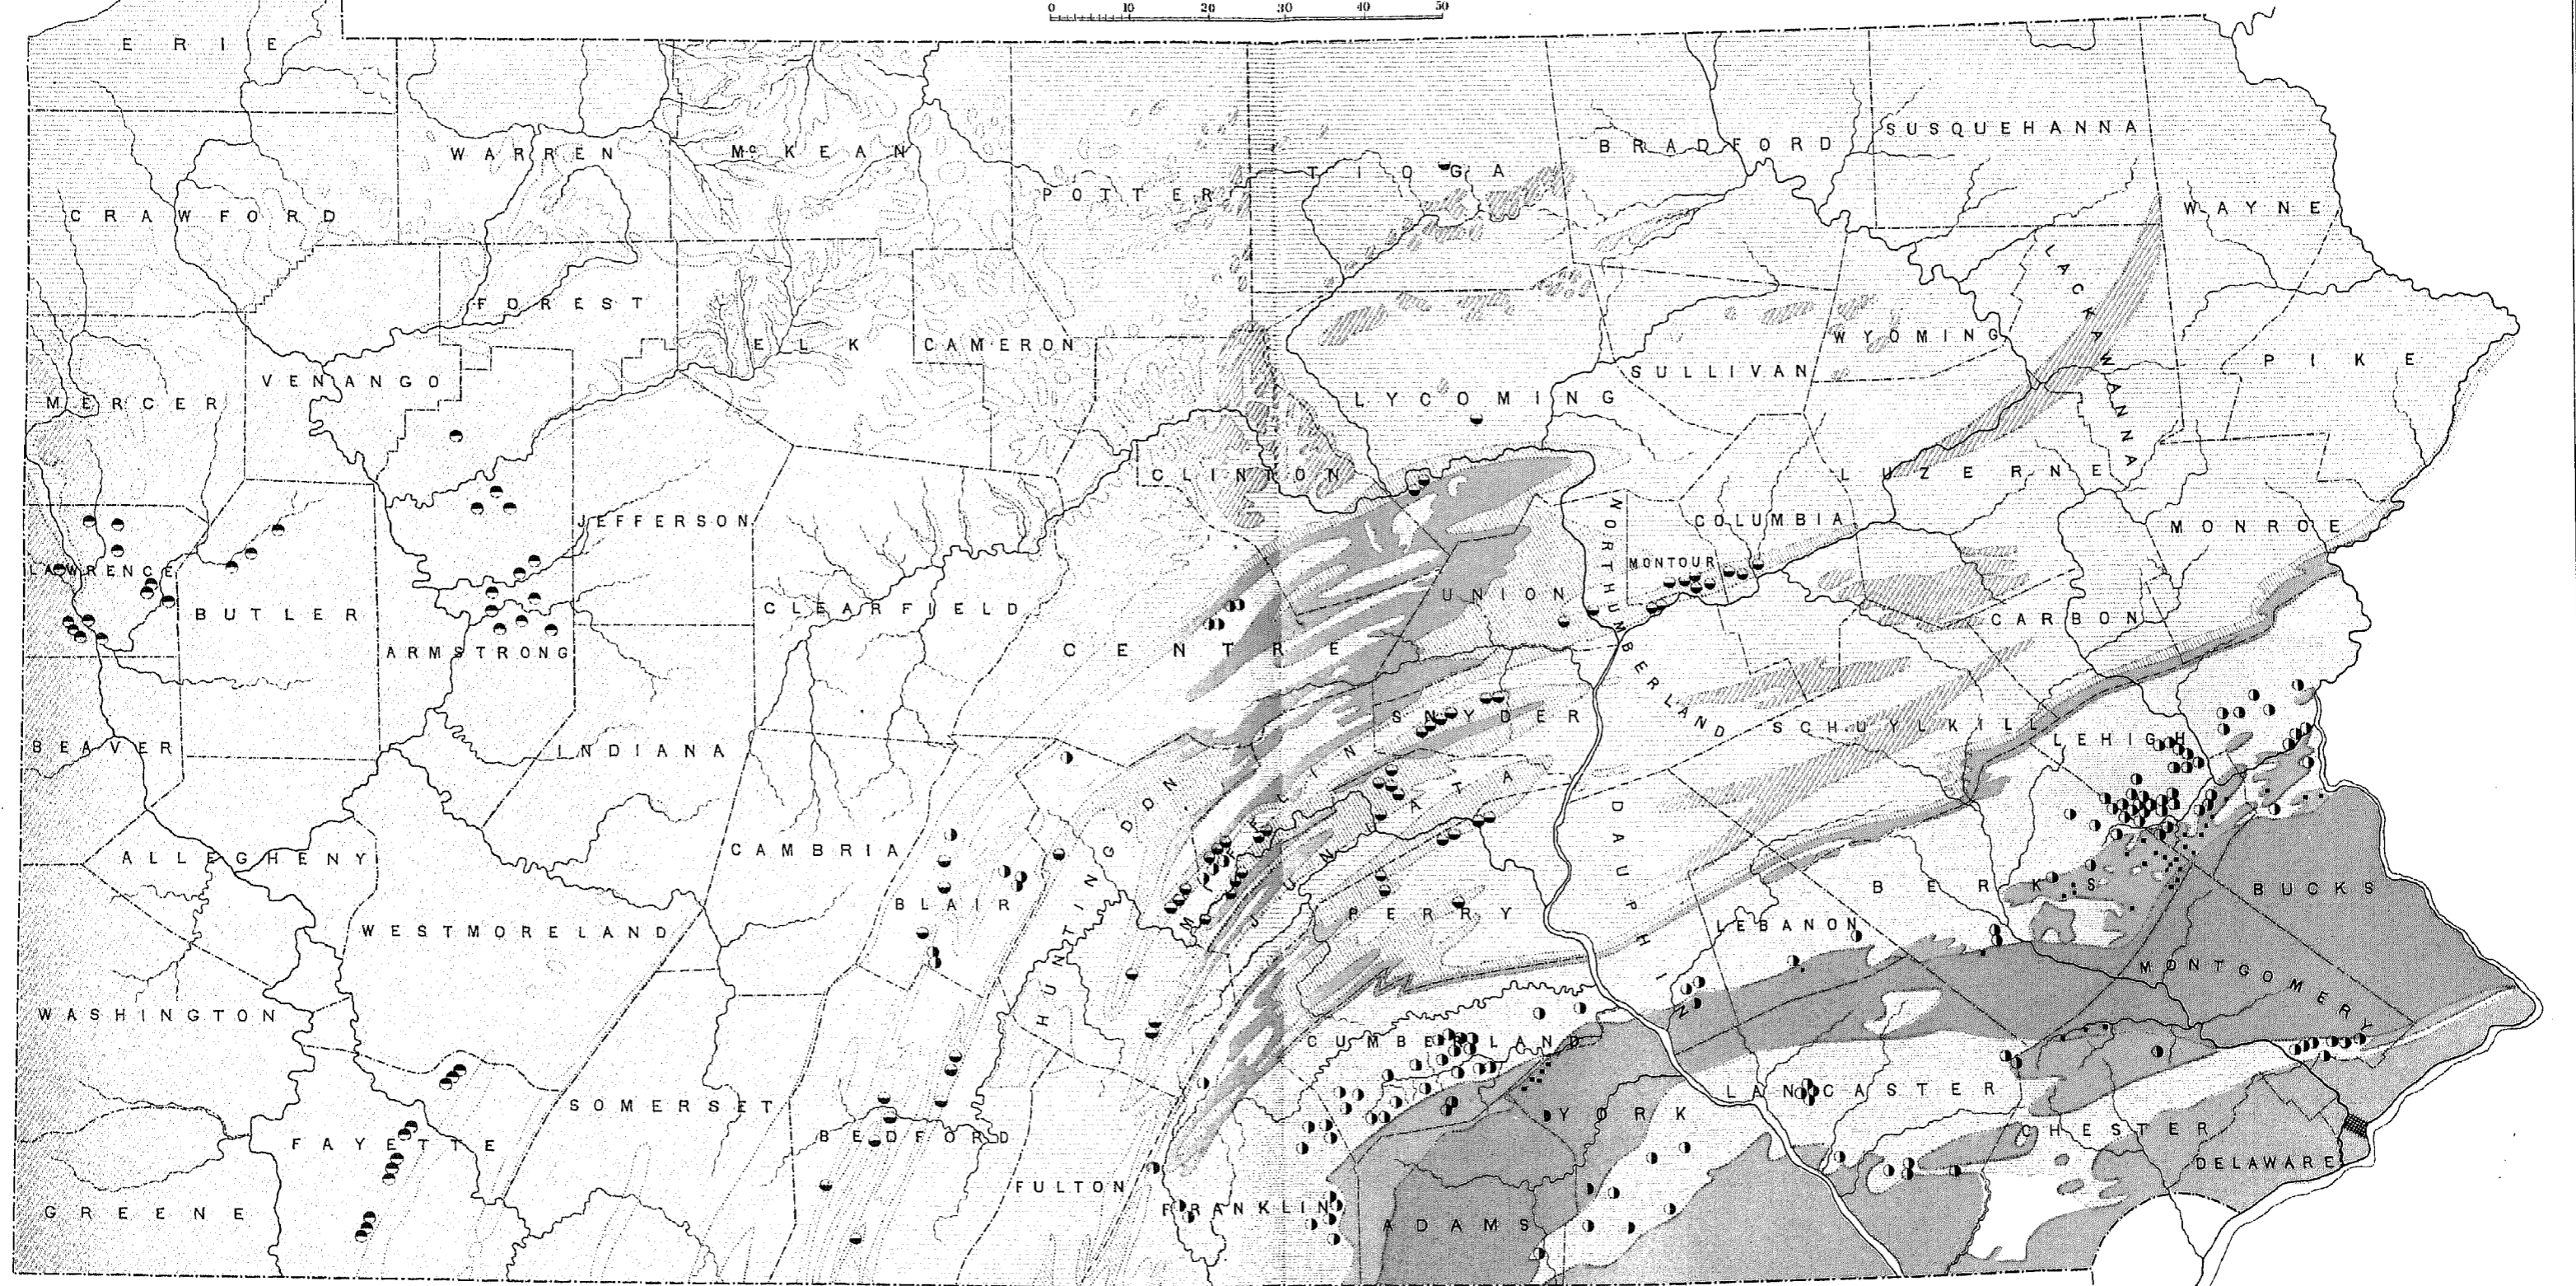 0 10 20 30 40 50
ERIE
WARREN
McKEAN
POTTER
TIOGA
BRADFORD
SUSQUEHANNA
WAYNE
CRAWFORD
FOREST
ELK
CAMERON
SULLIVAN
WYOMING
LACKAWANNA
PIKE
MERCER
VENANGO
LYCOMING
CLINTON
LUZERNE
MONROE
LAWRENCE
JEFFERSON
COLUMBIA
MONTOUR
NORTHUMBERLAND
BUTLER
ARMSTRONG
CLEARFIELD
CENTRE
UNION
CARBON
BEAVER
INDIANA
SNYDER
SCHUYLKILL
LEHIGH
ALLEGHENY
CAMBRIA
BLAIR
HUNTINGDON
MIFFLIN
JUNIATA
DAUPHIN
PERRY
LEBANON
BERKS
BUCKS
WASHINGTON
WESTMORELAND
CUMBERLAND
MONTGOMERY
FAYETTE
SOMERSET
BEDFORD
LANCASTER
YORK
CHESTER
DELAWARE
GREENE
FULTON
FRANKLIN
ADAMS